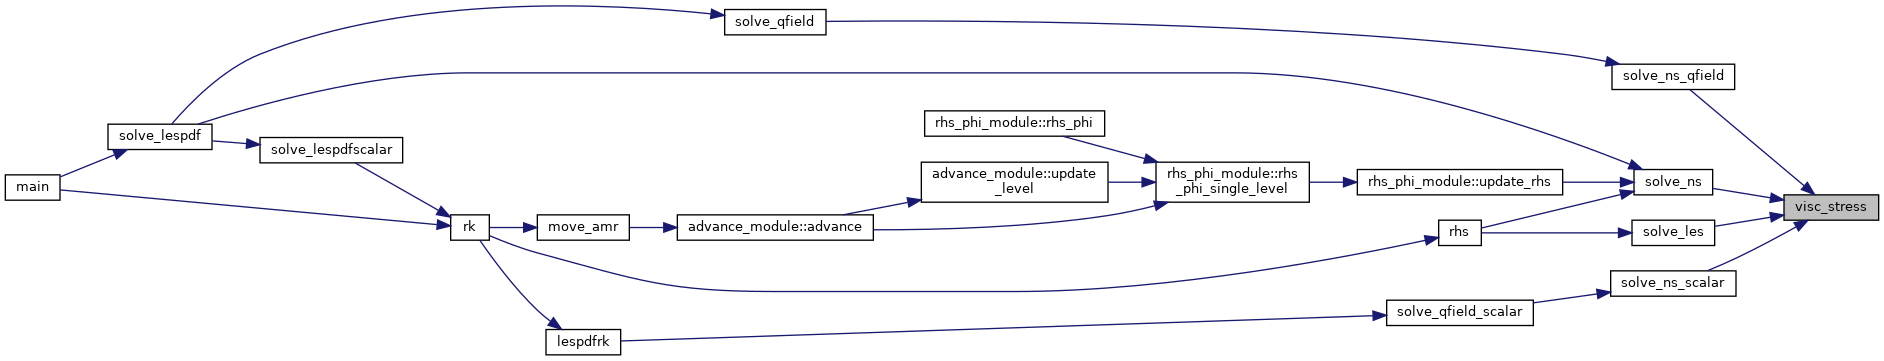 main
solve_lespdf
solve_lespdfscalar
rk
move_amr
lespdfrk
solve_qfield
advance_module::advance
rhs_phi_module::rhs_phi
advance_module::update
_level
rhs_phi_module::rhs
_phi_single_level
rhs_phi_module::update_rhs
rhs
solve_qfield_scalar
solve_ns_qfield
solve_ns
solve_les
solve_ns_scalar
visc_stress